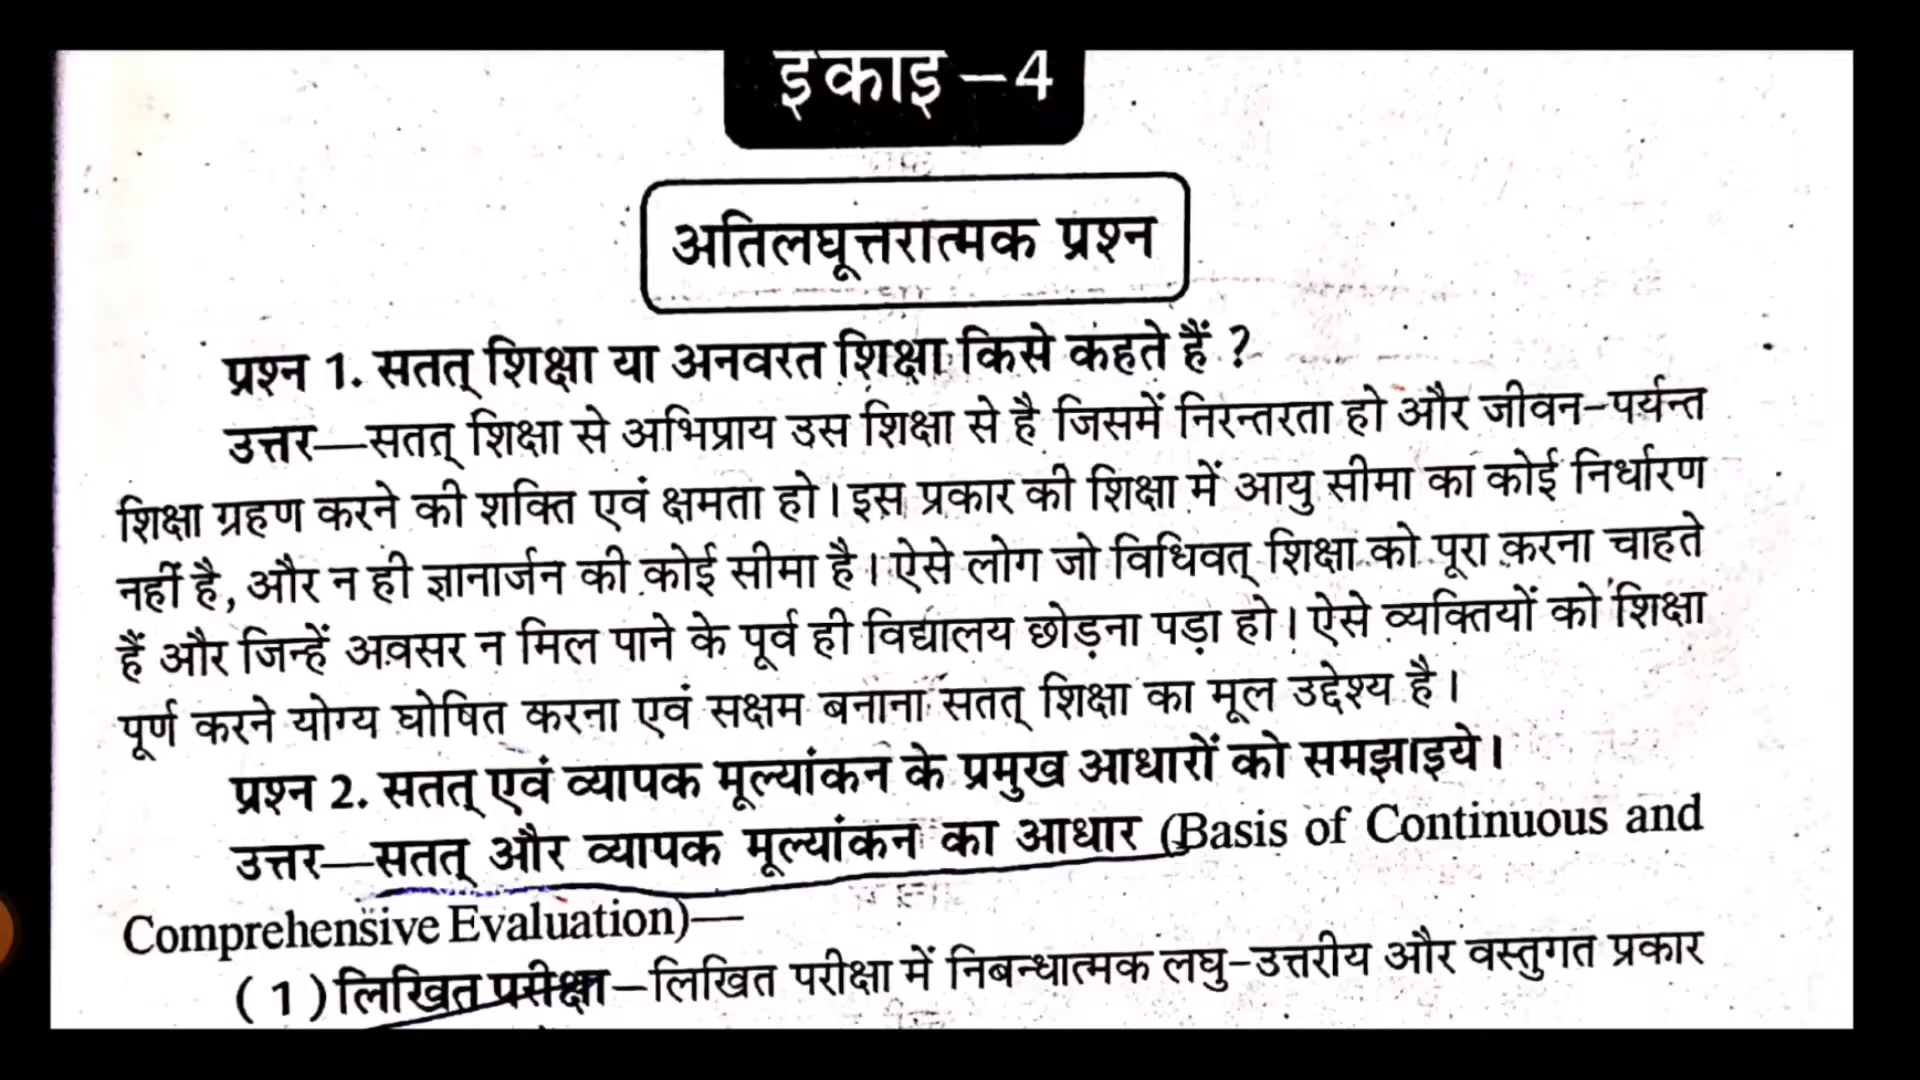 इकाई –4
अतिलघूत्तरात्मक प्रश्न
प्रश्न 1. सतत् शिक्षा या अनवरत शिक्षा किसे कहते हैं ?
उत्तर—सतत् शिक्षा से अभिप्राय उस शिक्षा से है जिसमें निरन्तरता हो और जीवन-पर्यन्त
शिक्षा ग्रहण करने की शक्ति एवं क्षमता हो। इस प्रकार की शिक्षा में आयु सीमा का कोई निर्धारण
नहीं है, और न ही ज्ञानार्जन की कोई सीमा है। ऐसे लोग जो विधिवत् शिक्षा को पूरा करना चाहते
हैं और जिन्हें अवसर न मिल पाने के पूर्व ही विद्यालय छोड़ना पड़ा हो। ऐसे व्यक्तियों को शिक्षा
पूर्ण करने योग्य घोषित करना एवं सक्षम बनाना सतत् शिक्षा का मूल उद्देश्य है।
प्रश्न 2. सतत् एवं व्यापक मूल्यांकन के प्रमुख आधारों को समझाइये।
उत्तर—सतत् और व्यापक मूल्यांकन का आधार (Basis of Continuous and
Comprehensive Evaluation)—
( 1 ) लिखित परीक्षा–लिखित परीक्षा में निबन्धात्मक लघु-उत्तरीय और वस्तुगत प्रकार